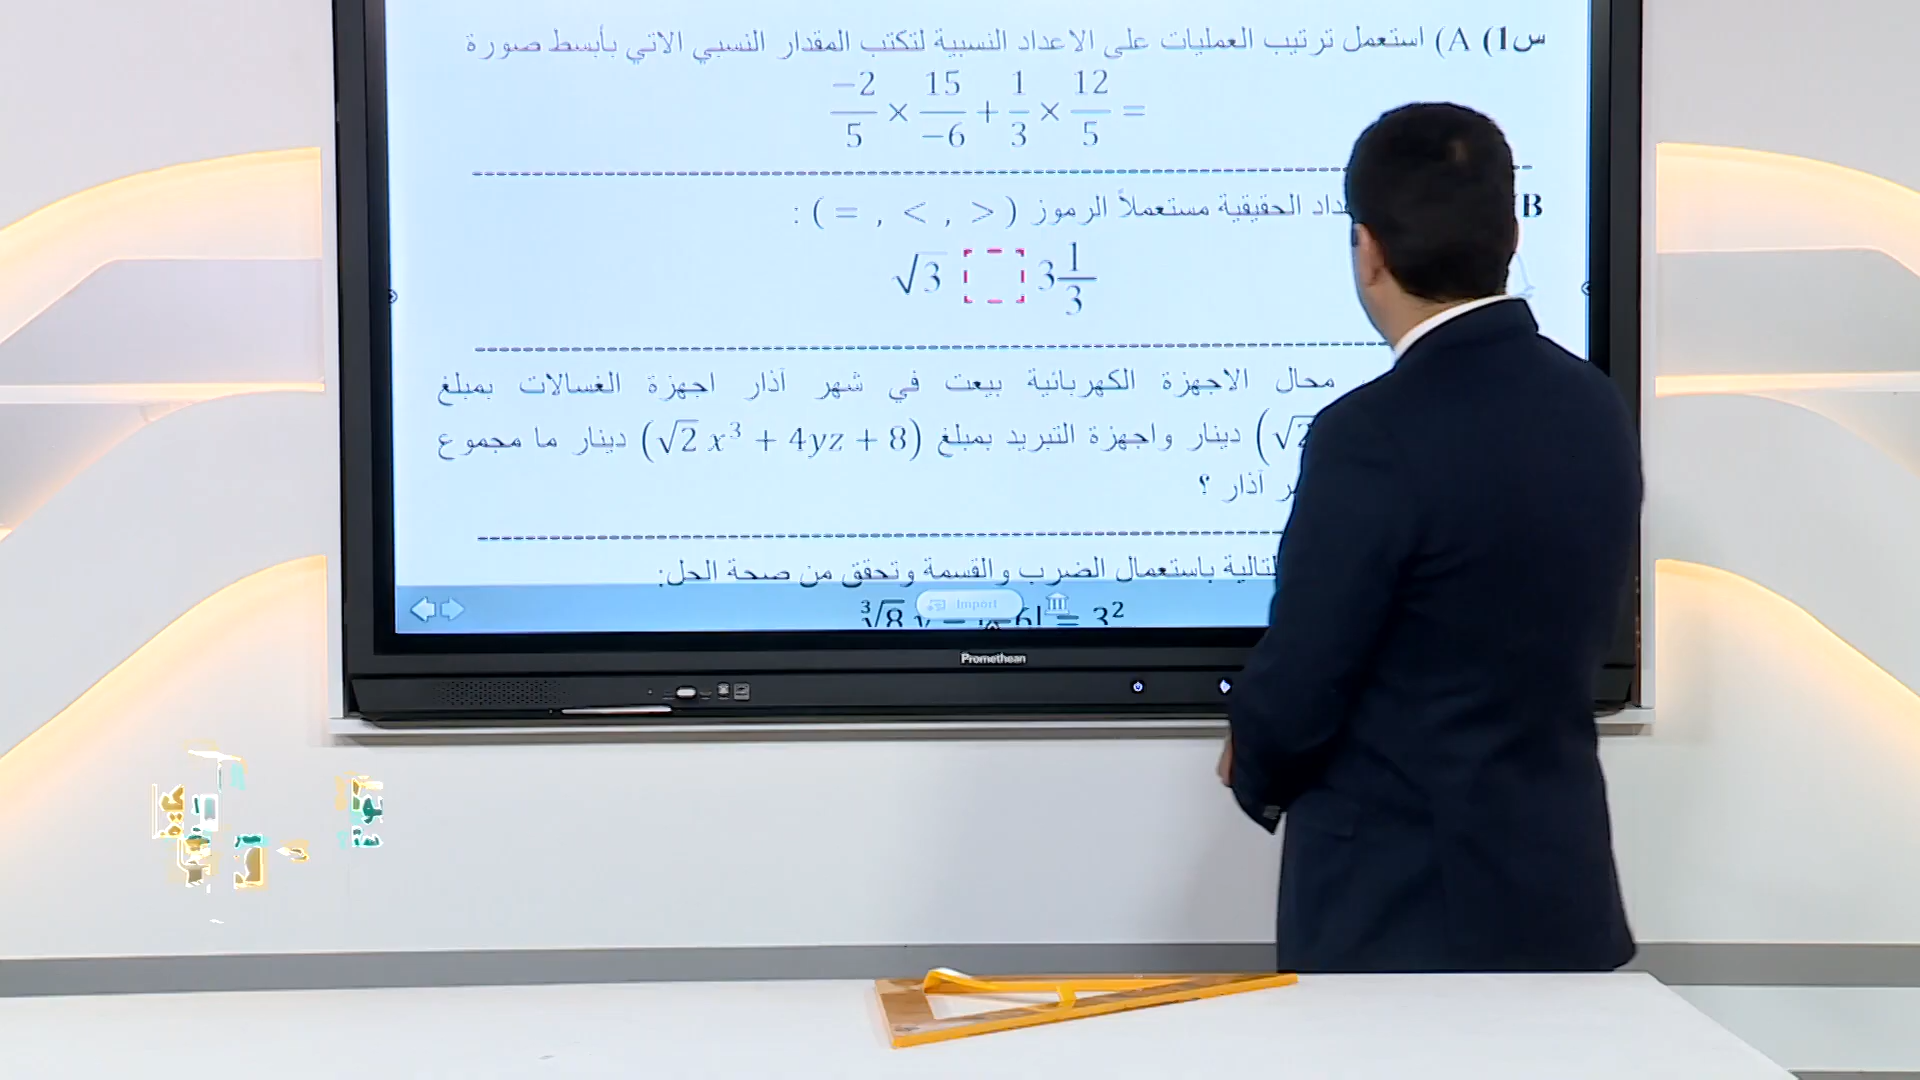 س1) A) استعمل ترتيب العمليات على الاعداد النسبية لتكتب المقدار النسبي الاتي بأبسط صورة
-2/5 × 15/-6 + 1/3 × 12/5 =
B الحقيقية مستعملاً الرموز ( > , < , = ) :
√3 3 1/3
محال الاجهزة الكهربائية بيعت في شهر آذار اجهزة الغسالات بمبلغ
(√2 دينار واجهزة التبريد بمبلغ (√2 x³ + 4yz + 8) دينار ما مجموع
آذار ؟
باستعمال الضرب والقسمة وتحقق من صحة الحل:
= 3²
Import
Promethean